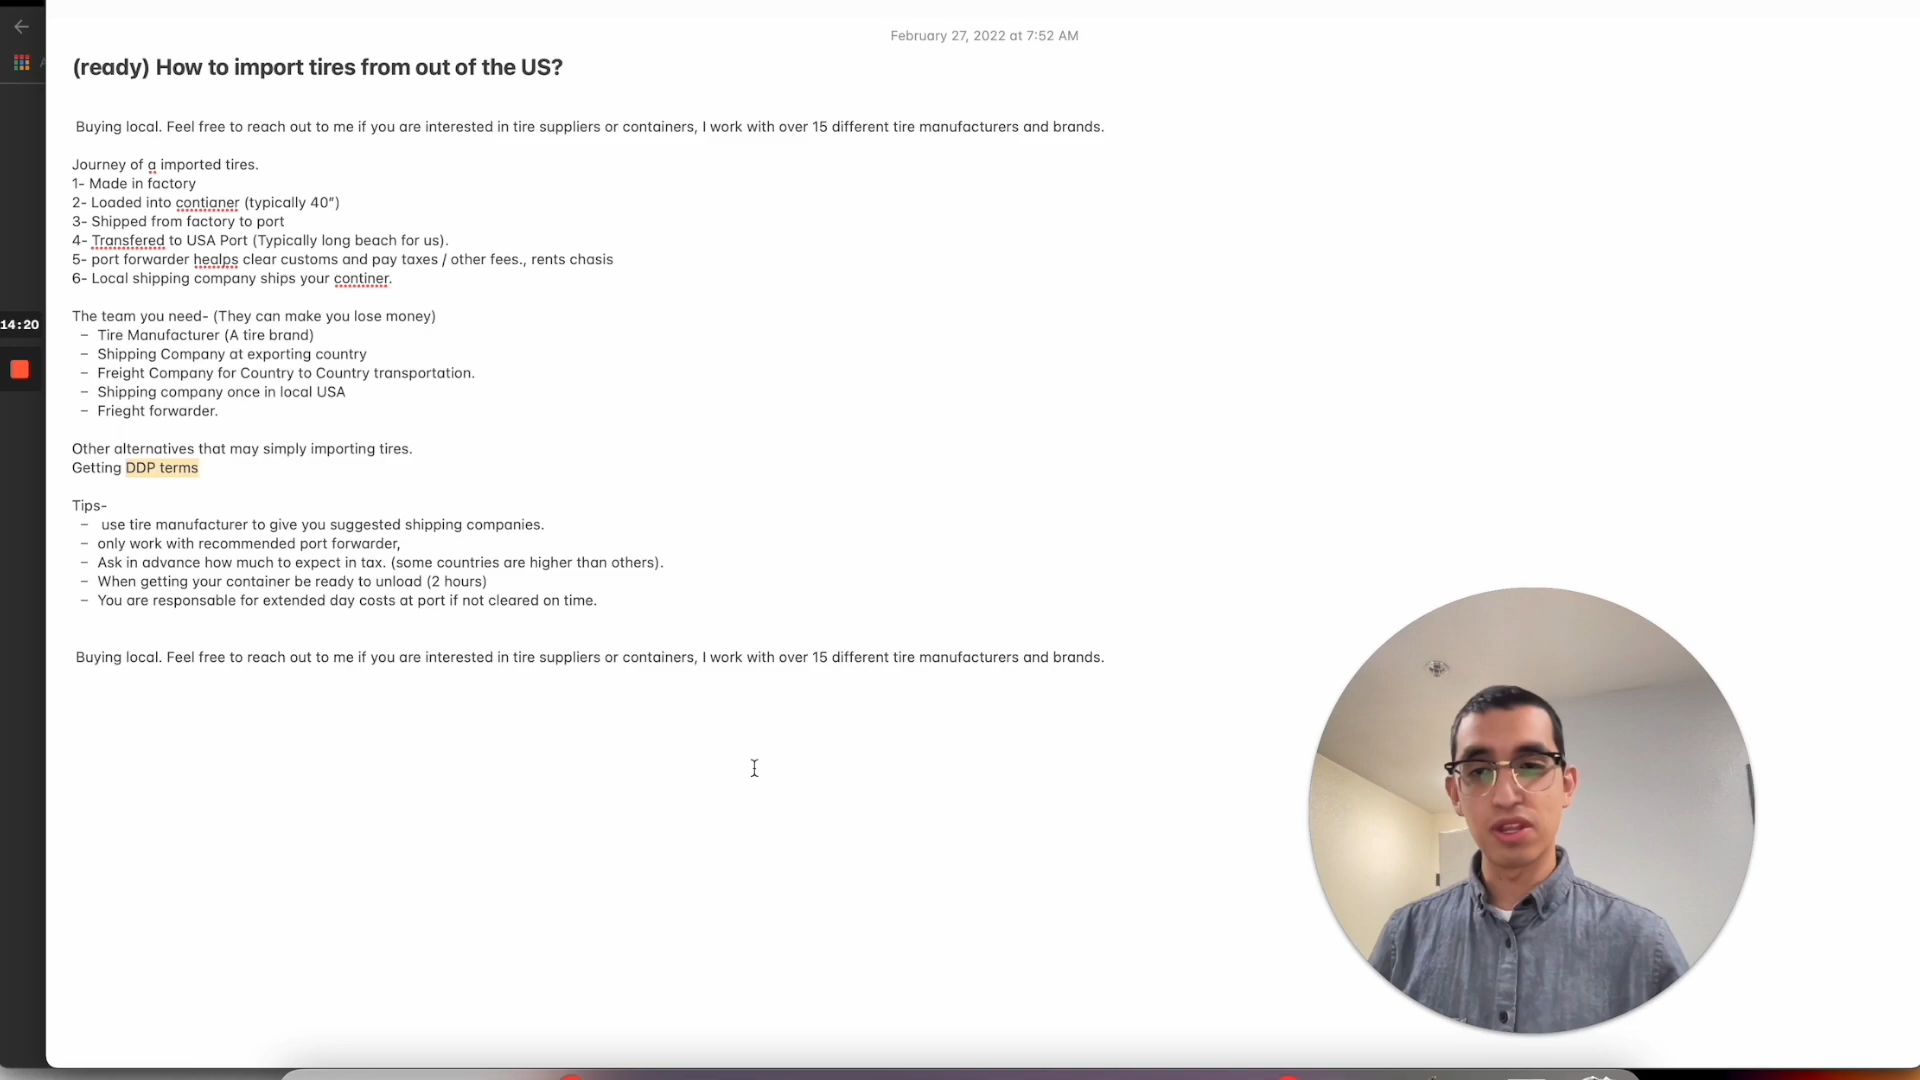 February 27, 2022 at 7:52 AM
(ready) How to import tires from out of the US?
Buying local. Feel free to reach out to me if you are interested in tire suppliers or containers, I work with over 15 different tire manufacturers and brands.
Journey of a imported tires.
1- Made in factory
2- Loaded into contianer (typically 40”)
3- Shipped from factory to port
4- Transfered to USA Port (Typically long beach for us).
5- port forwarder healps clear customs and pay taxes / other fees., rents chasis
6- Local shipping company ships your continer.
14:20
The team you need- (They can make you lose money)
– Tire Manufacturer (A tire brand)
– Shipping Company at exporting country
– Freight Company for Country to Country transportation.
– Shipping company once in local USA
– Frieght forwarder.
Other alternatives that may simply importing tires.
Getting DDP terms
Tips-
– use tire manufacturer to give you suggested shipping companies.
– only work with recommended port forwarder,
– Ask in advance how much to expect in tax. (some countries are higher than others).
– When getting your container be ready to unload (2 hours)
– You are responsable for extended day costs at port if not cleared on time.
Buying local. Feel free to reach out to me if you are interested in tire suppliers or containers, I work with over 15 different tire manufacturers and brands.